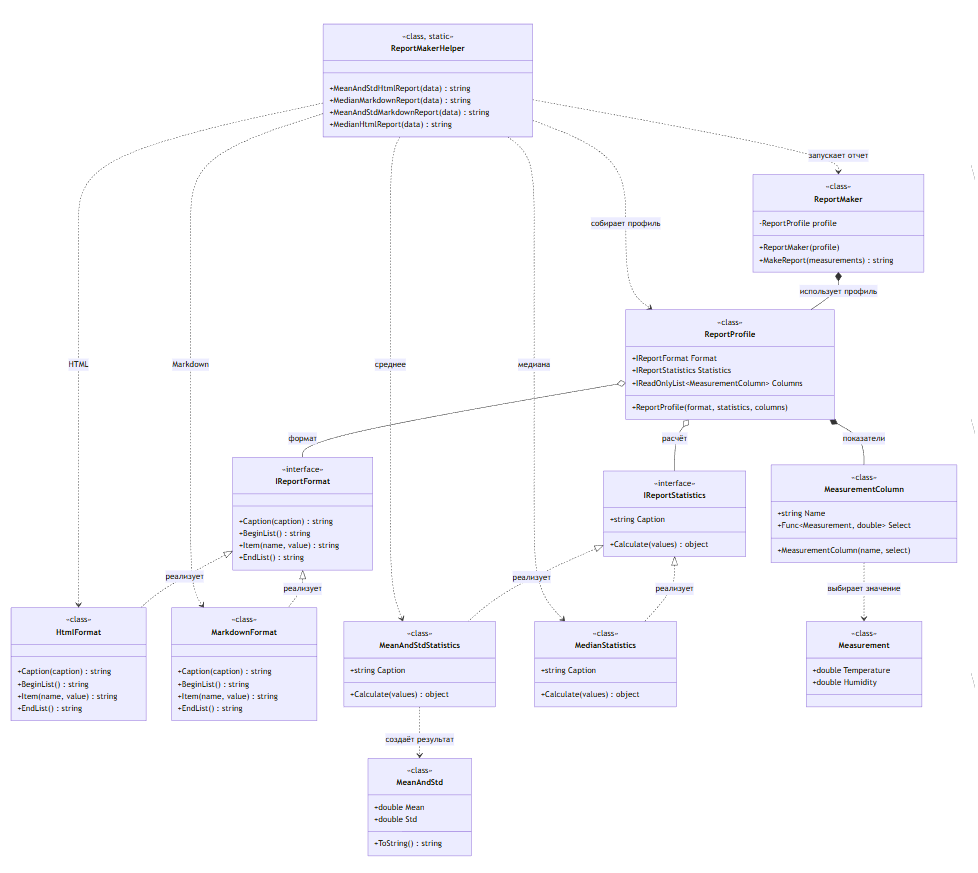 «class, static»
ReportMakerHelper
+MeanAndStdHtmlReport(data) : string
+MedianMarkdownReport(data) : string
+MeanAndStdMarkdownReport(data) : string
+MedianHtmlReport(data) : string
запускает отчет
«class»
ReportMaker
-ReportProfile profile
+ReportMaker(profile)
+MakeReport(measurements) : string
собирает профиль
использует профиль
«class»
ReportProfile
+IReportFormat Format
+IReportStatistics Statistics
+IReadOnlyList<MeasurementColumn> Columns
+ReportProfile(format, statistics, columns)
HTML
Markdown
среднее
медиана
формат
расчёт
показатели
«interface»
IReportFormat
+Caption(caption) : string
+BeginList() : string
+Item(name, value) : string
+EndList() : string
«interface»
IReportStatistics
+string Caption
+Calculate(values) : object
«class»
MeasurementColumn
+string Name
+Func<Measurement, double> Select
+MeasurementColumn(name, select)
реализует
реализует
реализует
реализует
выбирает значение
«class»
HtmlFormat
+Caption(caption) : string
+BeginList() : string
+Item(name, value) : string
+EndList() : string
«class»
MarkdownFormat
+Caption(caption) : string
+BeginList() : string
+Item(name, value) : string
+EndList() : string
«class»
MeanAndStdStatistics
+string Caption
+Calculate(values) : object
«class»
MedianStatistics
+string Caption
+Calculate(values) : object
«class»
Measurement
+double Temperature
+double Humidity
создаёт результат
«class»
MeanAndStd
+double Mean
+double Std
+ToString() : string